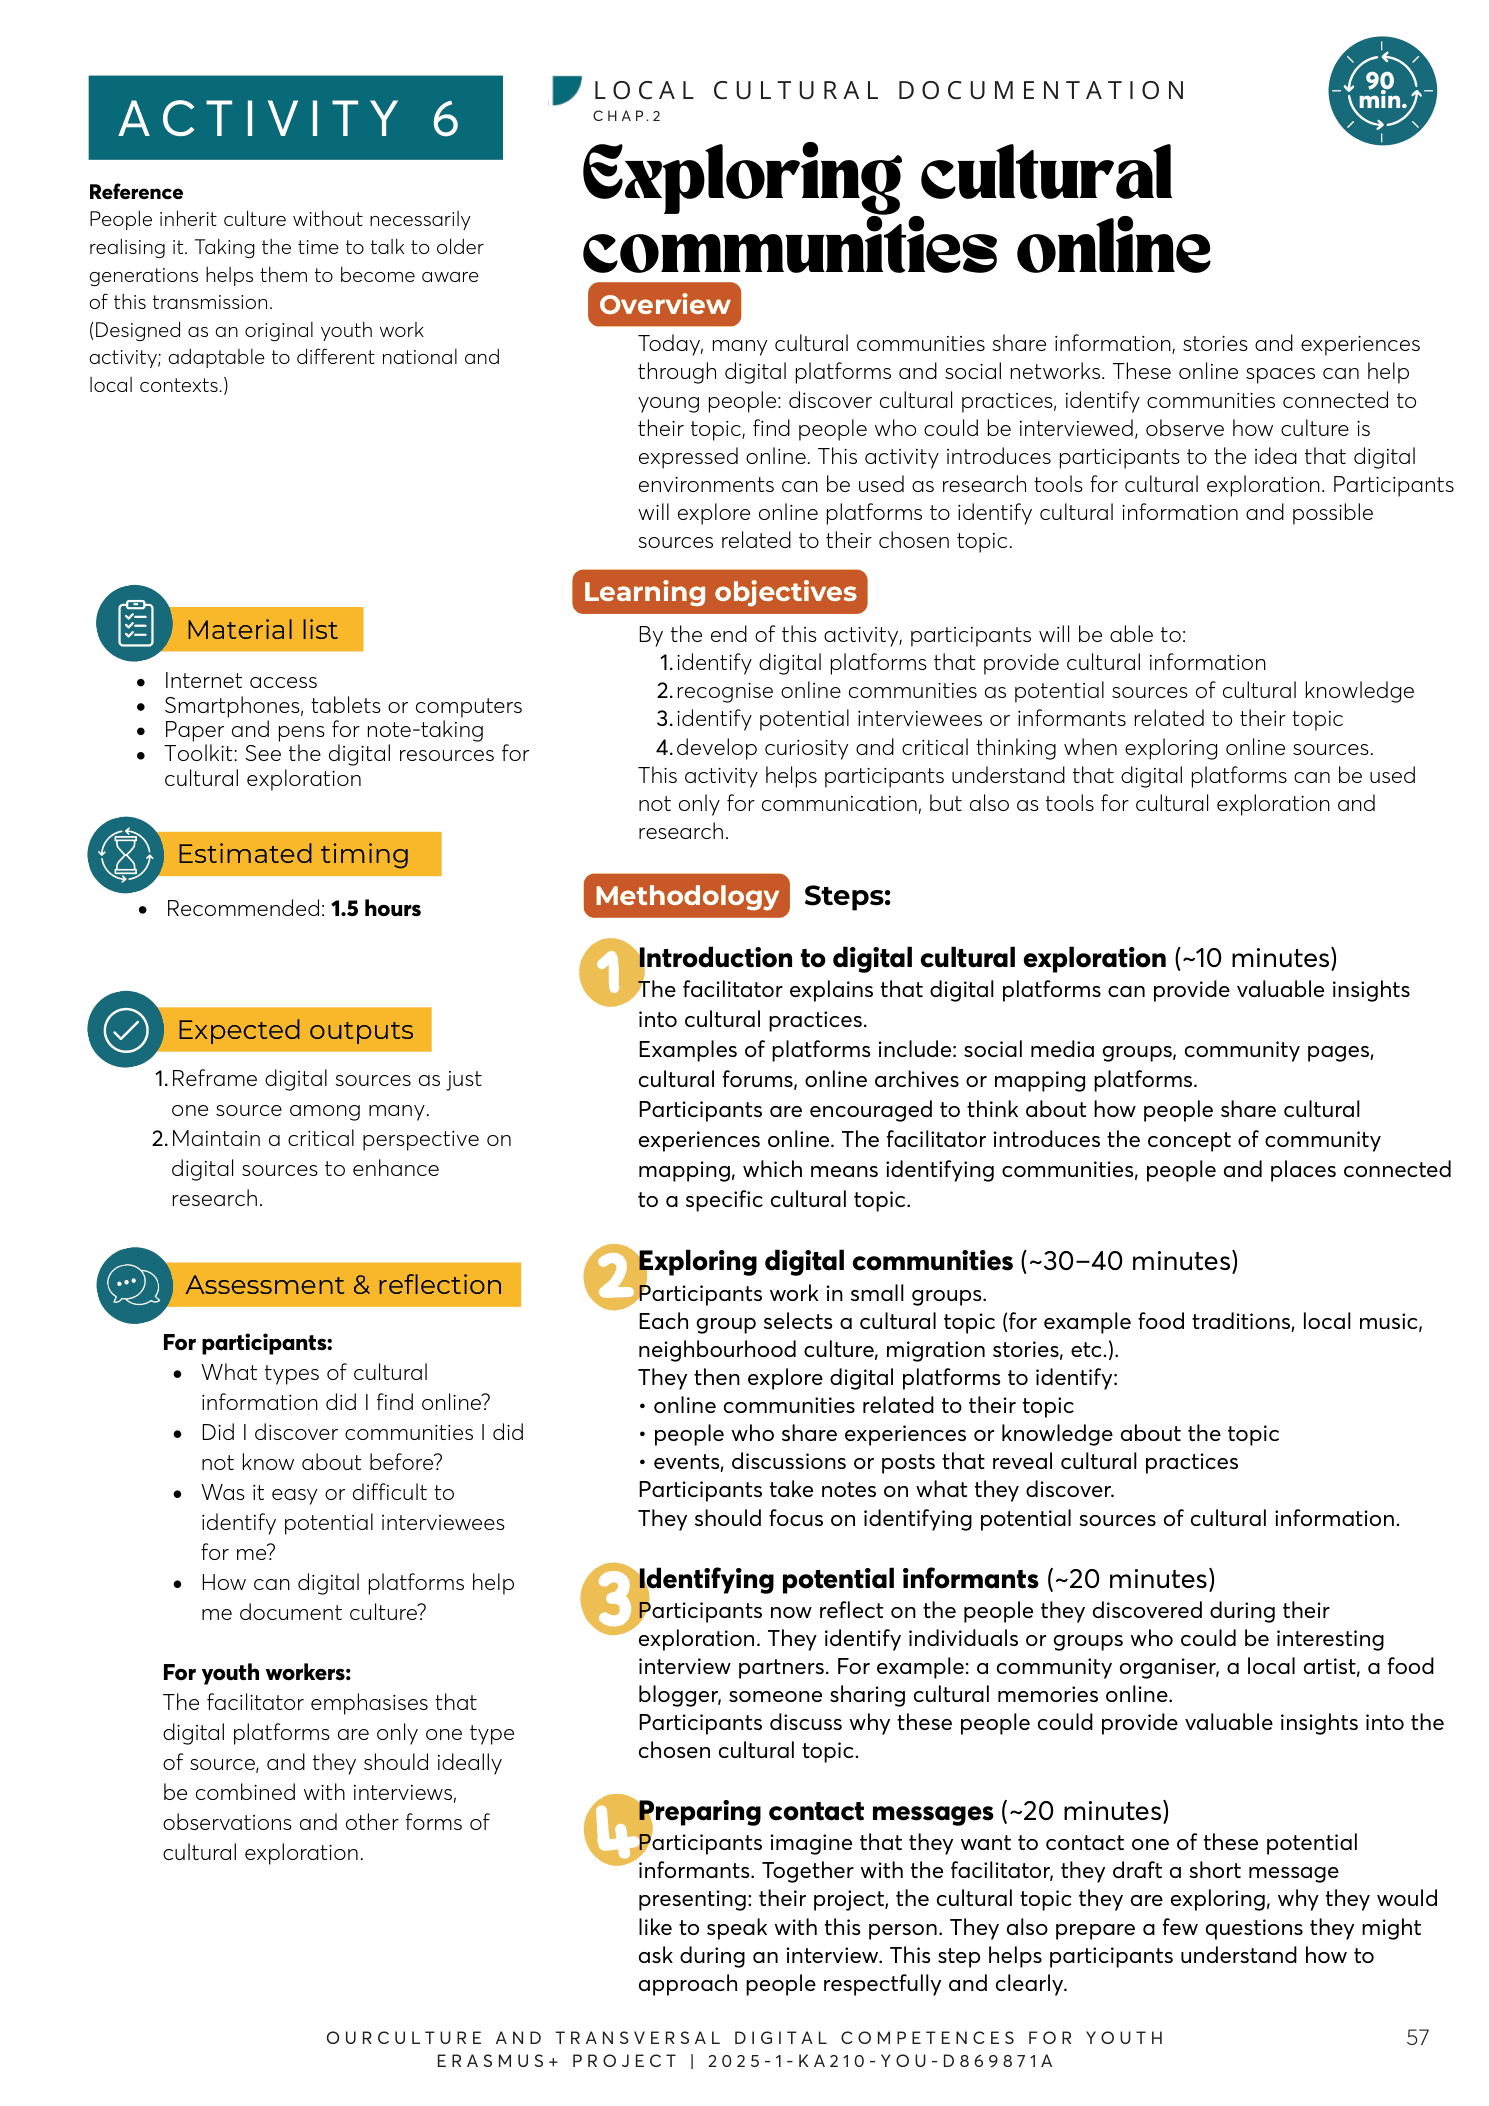 ACTIVITY 6
Reference
People inherit culture without necessarily
realising it. Taking the time to talk to older
generations helps them to become aware
of this transmission.
(Designed as an original youth work
activity; adaptable to different national and
local contexts.)
Material list
• Internet access
• Smartphones, tablets or computers
• Paper and pens for note-taking
• Toolkit: See the digital resources for
cultural exploration
Estimated timing
• Recommended: 1.5 hours
Expected outputs
1. Reframe digital sources as just
one source among many.
2. Maintain a critical perspective on
digital sources to enhance
research.
Assessment & reflection
For participants:
• What types of cultural
information did I find online?
• Did I discover communities I did
not know about before?
• Was it easy or difficult to
identify potential interviewees
for me?
• How can digital platforms help
me document culture?
For youth workers:
The facilitator emphasises that
digital platforms are only one type
of source, and they should ideally
be combined with interviews,
observations and other forms of
cultural exploration.
LOCAL CULTURAL DOCUMENTATION
CHAP.2
90
min.
Exploring cultural
communities online
Overview
Today, many cultural communities share information, stories and experiences
through digital platforms and social networks. These online spaces can help
young people: discover cultural practices, identify communities connected to
their topic, find people who could be interviewed, observe how culture is
expressed online. This activity introduces participants to the idea that digital
environments can be used as research tools for cultural exploration. Participants
will explore online platforms to identify cultural information and possible
sources related to their chosen topic.
Learning objectives
By the end of this activity, participants will be able to:
1. identify digital platforms that provide cultural information
2. recognise online communities as potential sources of cultural knowledge
3. identify potential interviewees or informants related to their topic
4. develop curiosity and critical thinking when exploring online sources.
This activity helps participants understand that digital platforms can be used
not only for communication, but also as tools for cultural exploration and
research.
Methodology Steps:
1 Introduction to digital cultural exploration (~10 minutes)
The facilitator explains that digital platforms can provide valuable insights
into cultural practices.
Examples of platforms include: social media groups, community pages,
cultural forums, online archives or mapping platforms.
Participants are encouraged to think about how people share cultural
experiences online. The facilitator introduces the concept of community
mapping, which means identifying communities, people and places connected
to a specific cultural topic.
2 Exploring digital communities (~30–40 minutes)
Participants work in small groups.
Each group selects a cultural topic (for example food traditions, local music,
neighbourhood culture, migration stories, etc.).
They then explore digital platforms to identify:
• online communities related to their topic
• people who share experiences or knowledge about the topic
• events, discussions or posts that reveal cultural practices
Participants take notes on what they discover.
They should focus on identifying potential sources of cultural information.
3 Identifying potential informants (~20 minutes)
Participants now reflect on the people they discovered during their
exploration. They identify individuals or groups who could be interesting
interview partners. For example: a community organiser, a local artist, a food
blogger, someone sharing cultural memories online.
Participants discuss why these people could provide valuable insights into the
chosen cultural topic.
4 Preparing contact messages (~20 minutes)
Participants imagine that they want to contact one of these potential
informants. Together with the facilitator, they draft a short message
presenting: their project, the cultural topic they are exploring, why they would
like to speak with this person. They also prepare a few questions they might
ask during an interview. This step helps participants understand how to
approach people respectfully and clearly.
OURCULTURE AND TRANSVERSAL DIGITAL COMPETENCES FOR YOUTH
ERASMUS+ PROJECT | 2025-1-KA210-YOU-D869871A
57